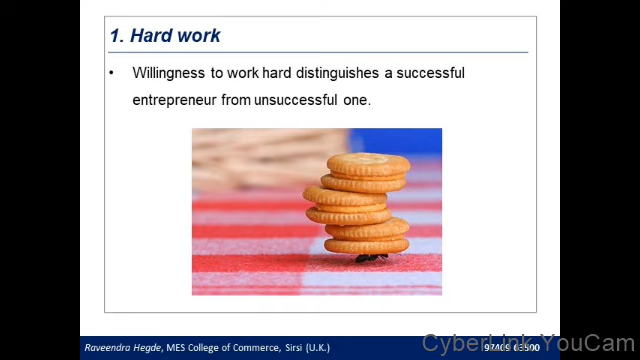 1. Hard work
• Willingness to work hard distinguishes a successful
entrepreneur from unsuccessful one.
Raveendra Hegde, MES College of Commerce, Sirsi (U.K.)
CyberLink YouCam